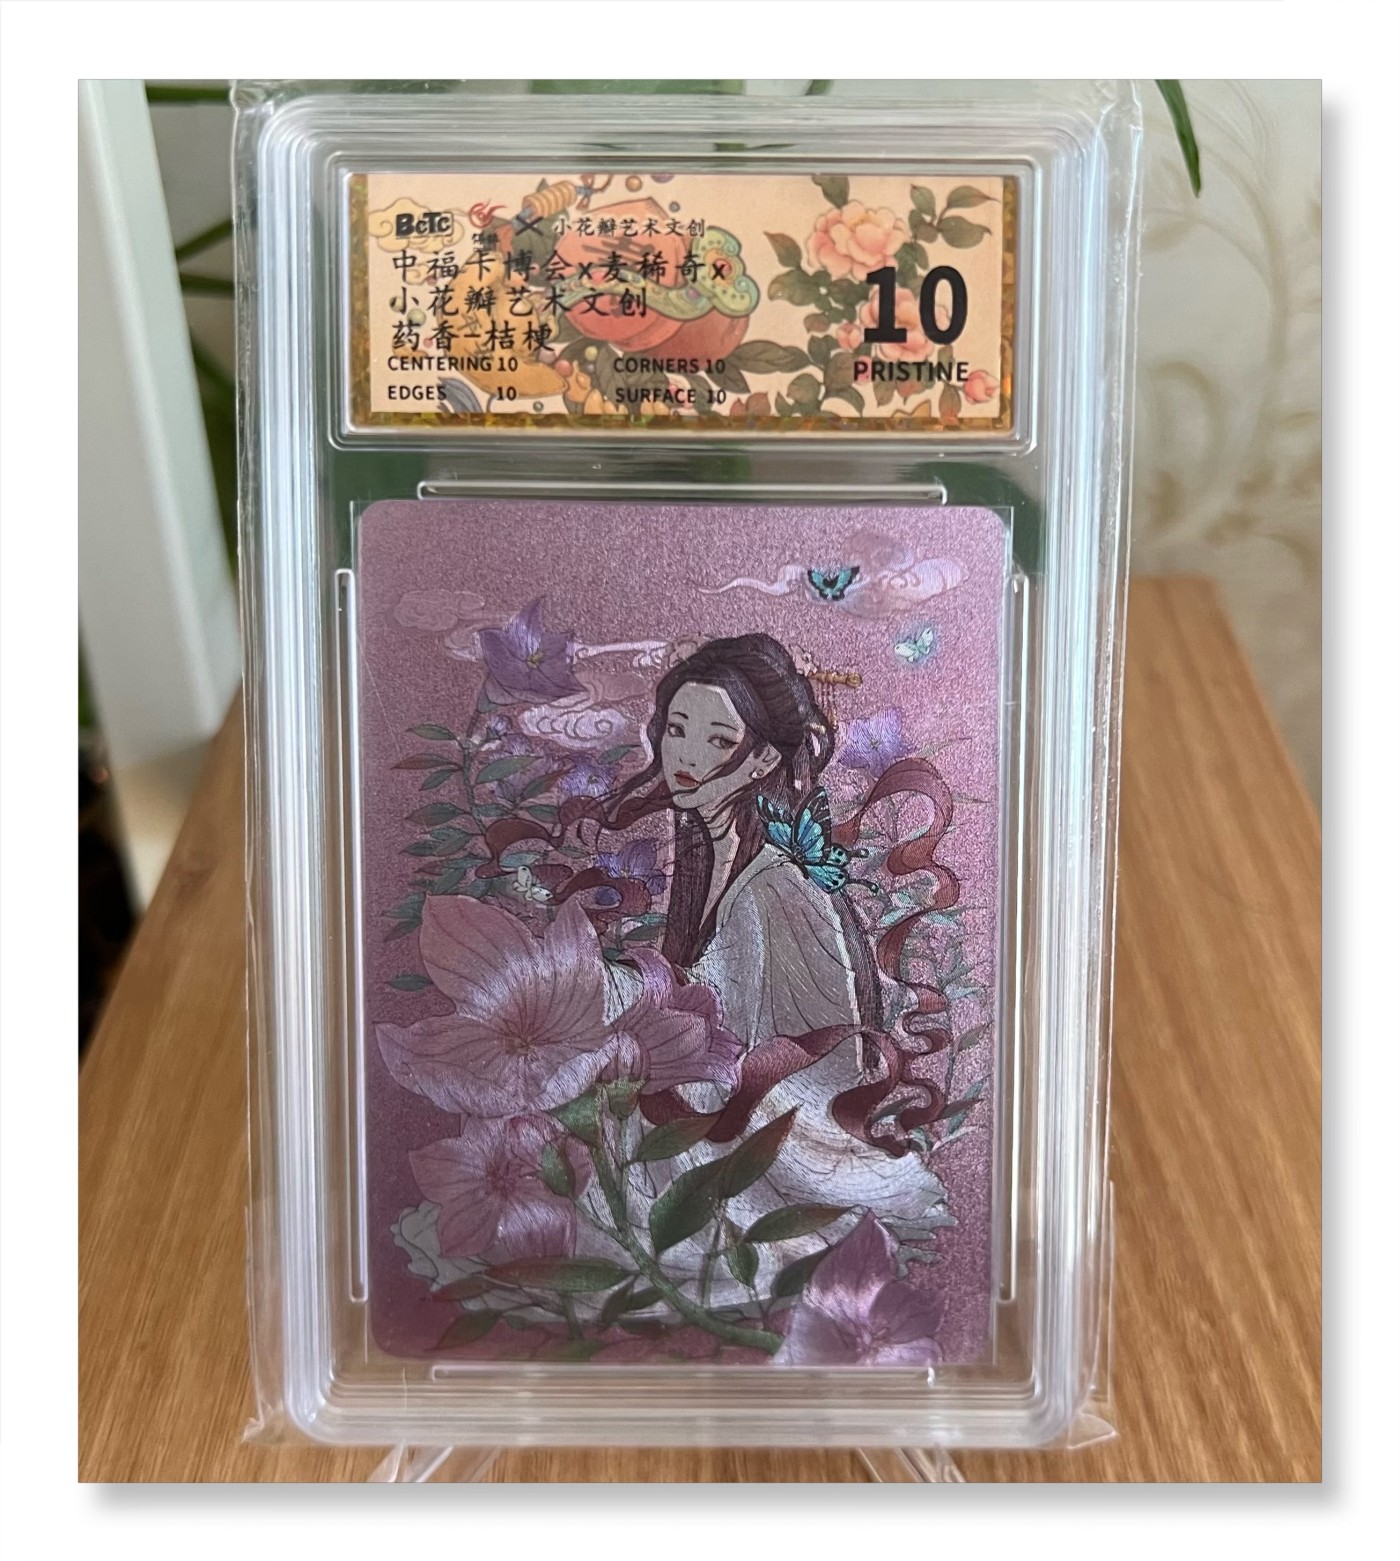 BCTC × 小花瓣艺术文创
中福卡博会x麦稀奇x
小花瓣艺术文创
药香-桔梗
CENTERING 10 CORNERS 10
EDGES 10 SURFACE 10
10
PRISTINE